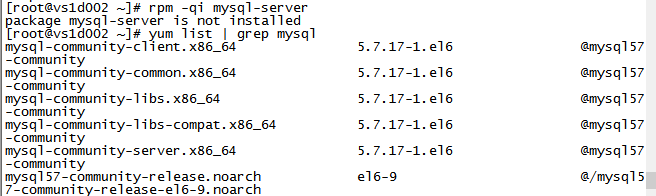 [root@vs1d002 ~]# rpm -qi mysql-server
package mysql-server is not installed
[root@vs1d002 ~]# yum list | grep mysql
mysql-community-client.x86_64 5.7.17-1.el6 @mysql57
-community
mysql-community-common.x86_64 5.7.17-1.el6 @mysql57
-community
mysql-community-libs.x86_64 5.7.17-1.el6 @mysql57
-community
mysql-community-libs-compat.x86_64 5.7.17-1.el6 @mysql57
-community
mysql-community-server.x86_64 5.7.17-1.el6 @mysql57
-community
mysql57-community-release.noarch el6-9 @/mysql5
7-community-release-el6-9.noarch